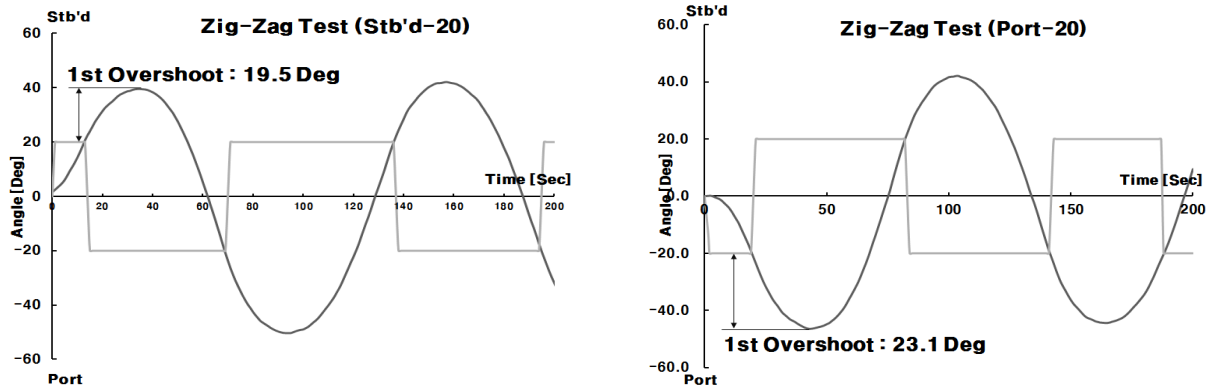 Stb'd
Zig-Zag Test (Stb'd-20)
60
1st Overshoot : 19.5 Deg
40
20
Angle [Deg]
Time [Sec]
0
0 20 40 60 80 100 120 140 160 180 200
-20
-40
-60
Port
Stb'd
Zig-Zag Test (Port-20)
60.0
40.0
20.0
Angle [Deg]
Time [Sec]
0.0
0 50 100 150 200
-20.0
-40.0
1st Overshoot : 23.1 Deg
-60.0
Port